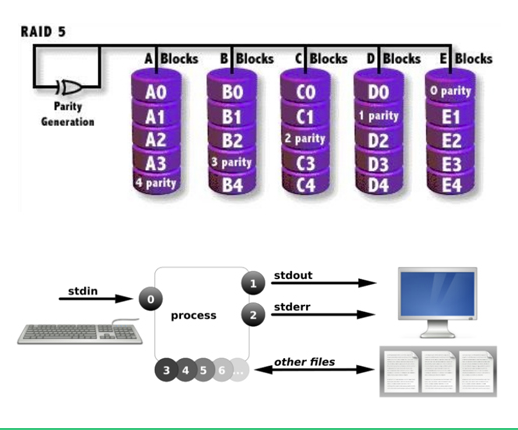 RAID 5
A Blocks B Blocks C Blocks D Blocks E Blocks
Parity
Generation
A0 B0 C0 D0 0 parity
A1 B1 C1 1 parity E1
A2 B2 2 parity D2 E2
A3 3 parity C3 D3 E3
4 parity B4 C4 D4 E4
stdin
0
process
1
stdout
2
stderr
3 4 5 6 ...
other files